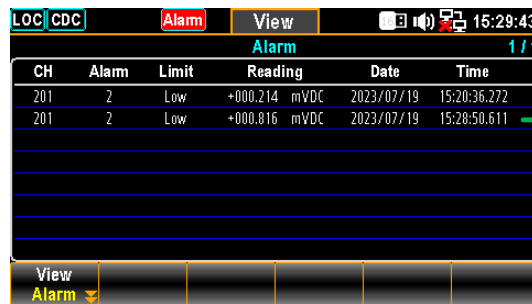 LOC CDC Alarm View 16B 15:29:43
Alarm 1 /
CH Alarm Limit Reading Date Time
201 2 Low +000.214 mVDC 2023/07/19 15:20:36.272
201 2 Low +000.816 mVDC 2023/07/19 15:28:50.611
View
Alarm